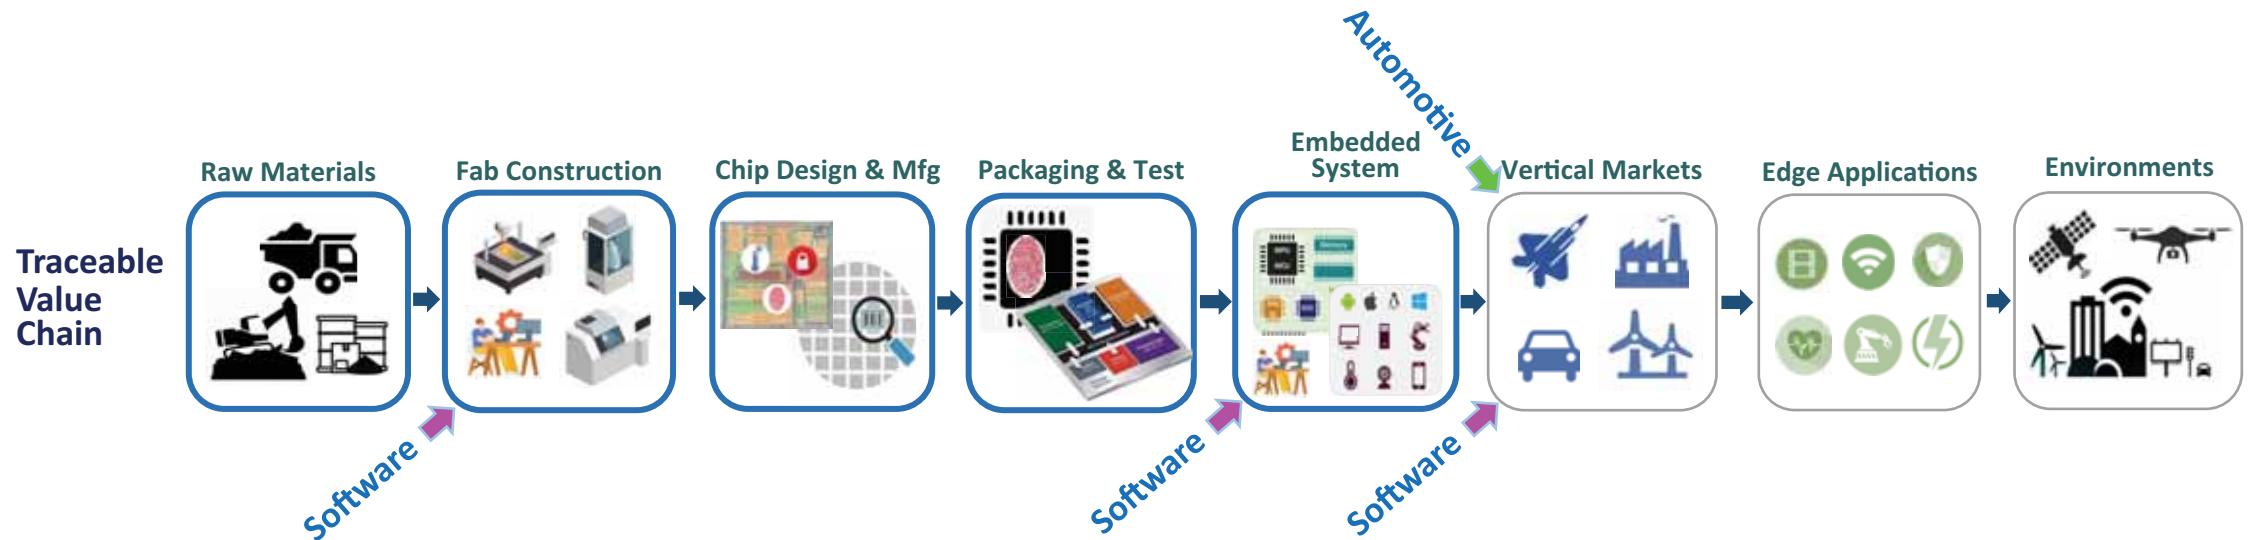 Automotive
Raw Materials
Fab Construction
Chip Design & Mfg
Packaging & Test
Embedded
System
Vertical Markets
Edge Applications
Environments
Traceable
Value
Chain
Memory
Software
Software
Software